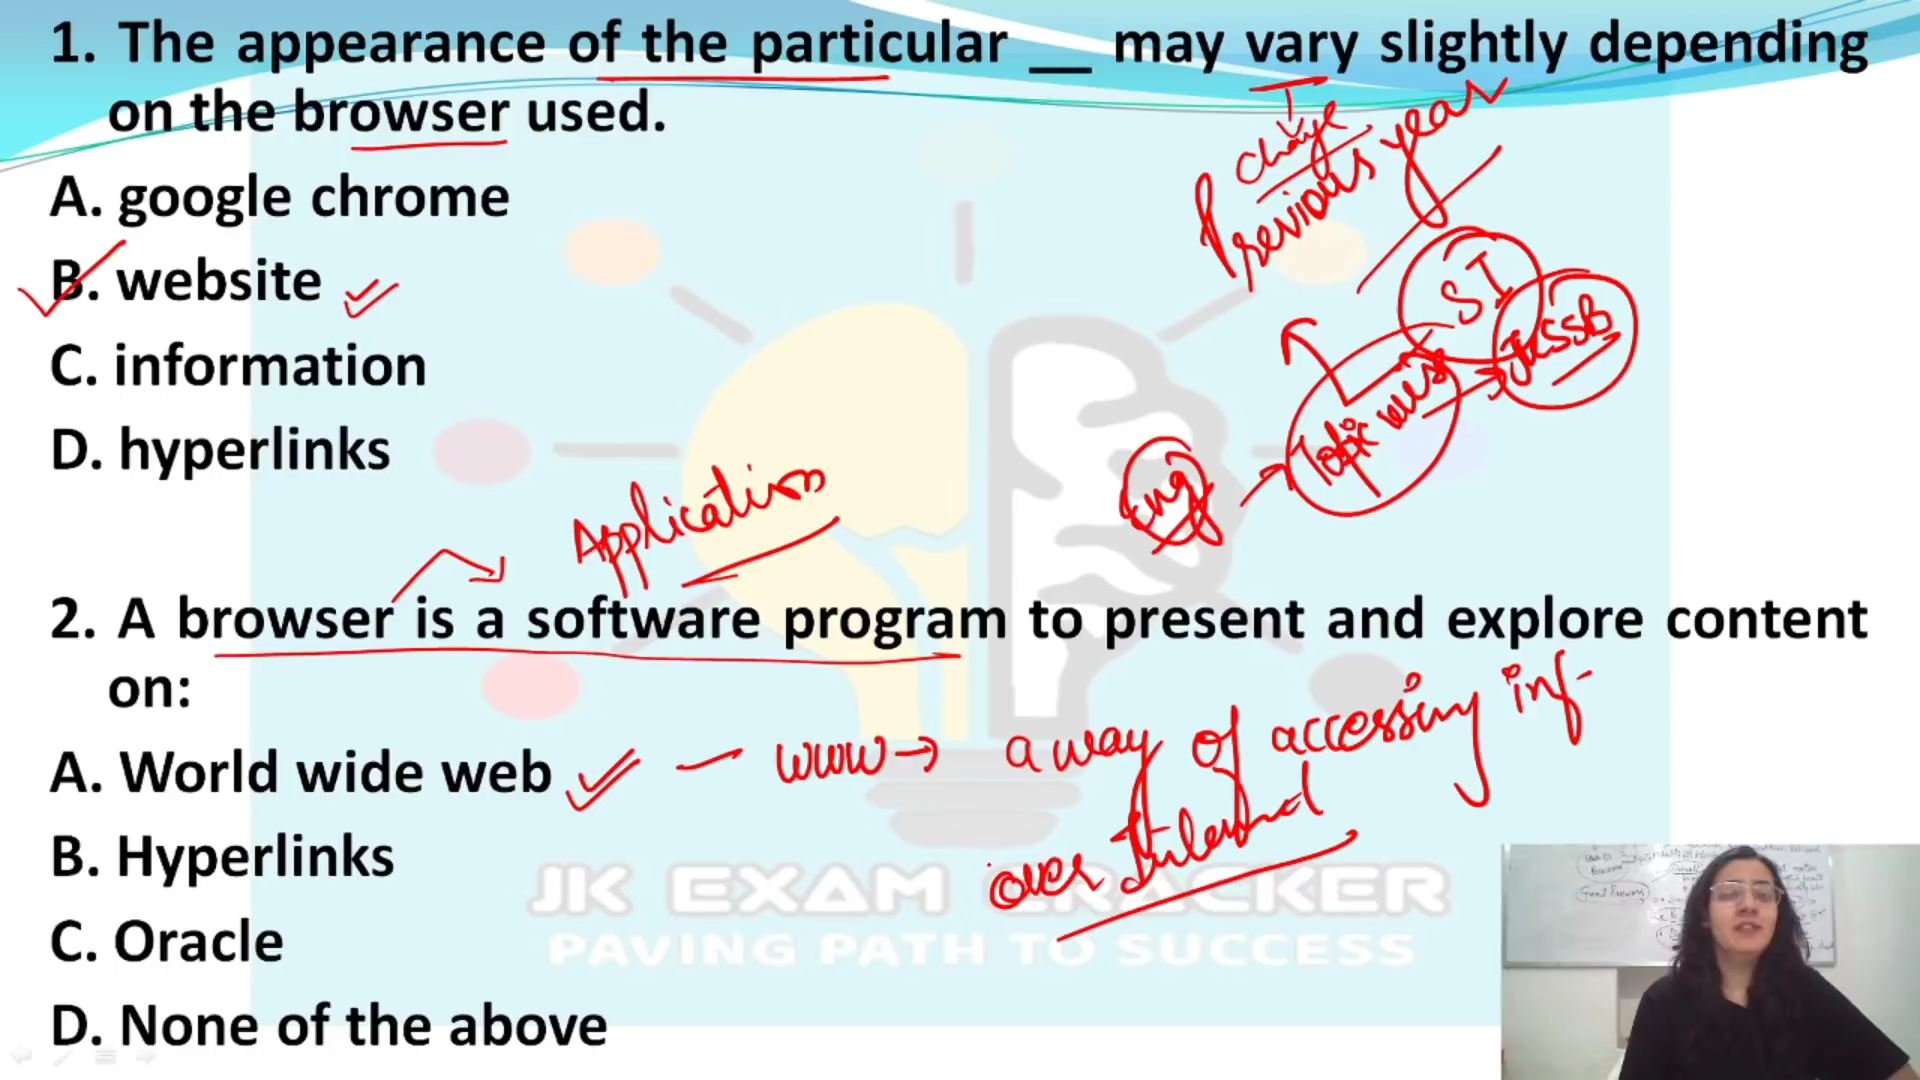 1. The appearance of the particular __ may vary slightly depending
on the browser used.
A. google chrome
B. website
C. information
D. hyperlinks
change
Previous year
SI
JKSSB
Topic wise
Eng
Application
2. A browser is a software program to present and explore content
on:
A. World wide web
WWW → a way of accessing inf-
over Internet
B. Hyperlinks
C. Oracle
D. None of the above
JK EXAM CRACKER
PAVING PATH TO SUCCESS